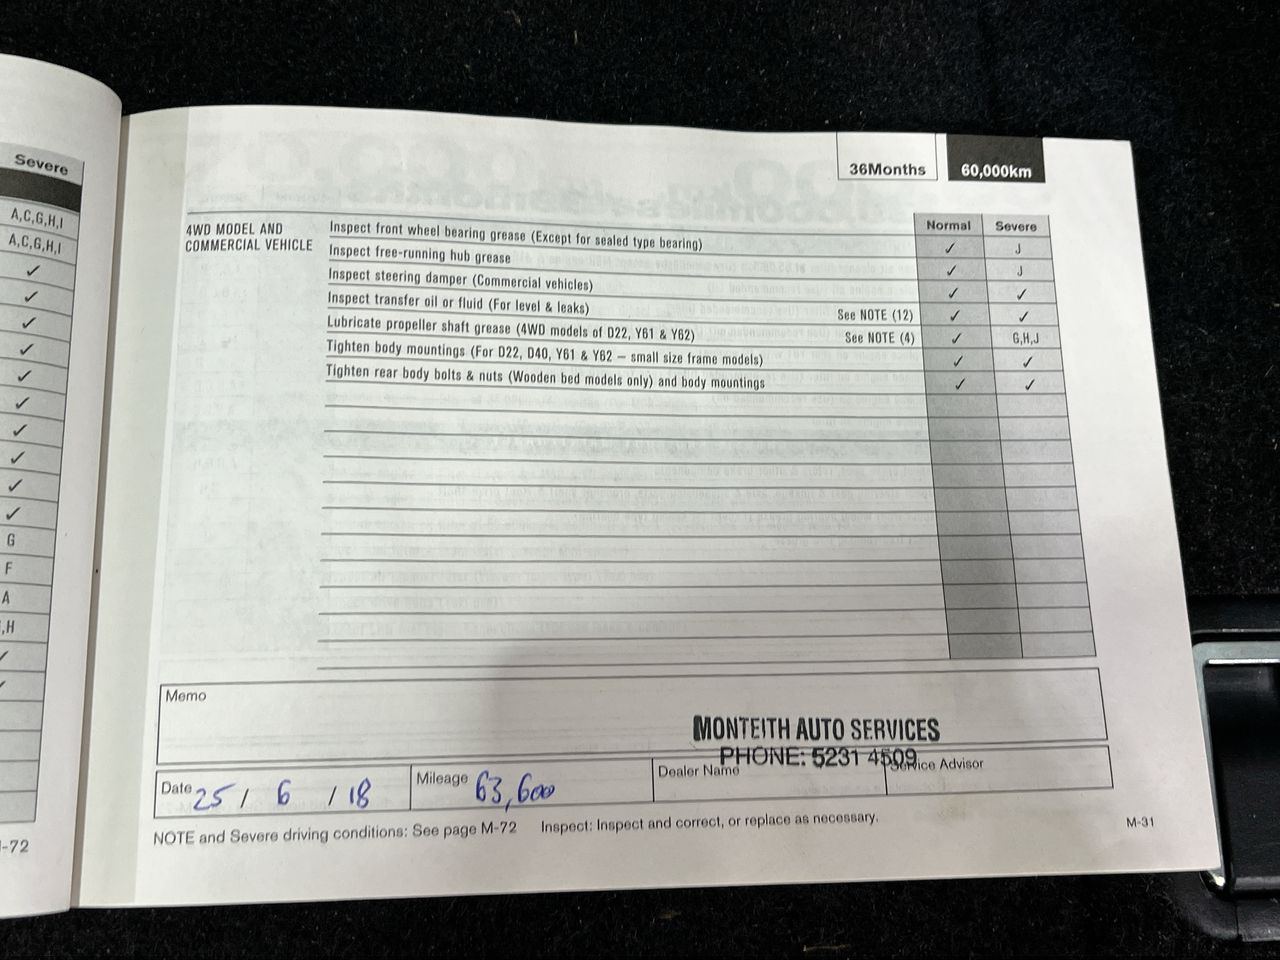 Severe
A,C,G,H,I
A,C,G,H,I
✓
✓
✓
✓
✓
✓
✓
✓
✓
✓
G
F
A
,H
✓
✓
-72
36Months 60,000km
Normal Severe
4WD MODEL AND COMMERCIAL VEHICLE
Inspect front wheel bearing grease (Except for sealed type bearing) ✓ J
Inspect free-running hub grease ✓ J
Inspect steering damper (Commercial vehicles) ✓ ✓
Inspect transfer oil or fluid (For level & leaks) See NOTE (12) ✓ ✓
Lubricate propeller shaft grease (4WD models of D22, Y61 & Y62) See NOTE (4) ✓ G,H,J
Tighten body mountings (For D22, D40, Y61 & Y62 – small size frame models) ✓ ✓
Tighten rear body bolts & nuts (Wooden bed models only) and body mountings ✓ ✓
Memo
MONTEITH AUTO SERVICES
PHONE: 5231 4509
Date 25 / 6 / 18 Mileage 63,600 Dealer Name Service Advisor
NOTE and Severe driving conditions: See page M-72 Inspect: Inspect and correct, or replace as necessary.
M-31